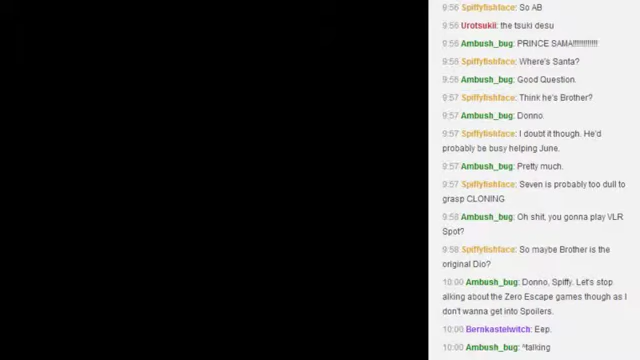 9:56 Spiffyfishface: So AB
9:56 Urotsukii: the tsuki desu
9:56 Ambush_bug: PRINCE SAMA!!!!!!!!!!!!
9:56 Spiffyfishface: Where's Santa?
9:56 Ambush_bug: Good Question.
9:57 Spiffyfishface: Think he's Brother?
9:57 Ambush_bug: Donno.
9:57 Spiffyfishface: I doubt it though. He'd
probably be busy helping June.
9:57 Ambush_bug: Pretty much.
9:57 Spiffyfishface: Seven is probably too dull to
grasp CLONING
9:58 Ambush_bug: Oh shit, you gonna play VLR
Spot?
9:58 Spiffyfishface: So maybe Brother is the
original Dio?
10:00 Ambush_bug: Donno, Spiffy. Let's stop
alking about the Zero Escape games though as I
don't wanna get into Spoilers.
10:00 Bernkastelwitch: Eep.
10:00 Ambush_bug: ^talking